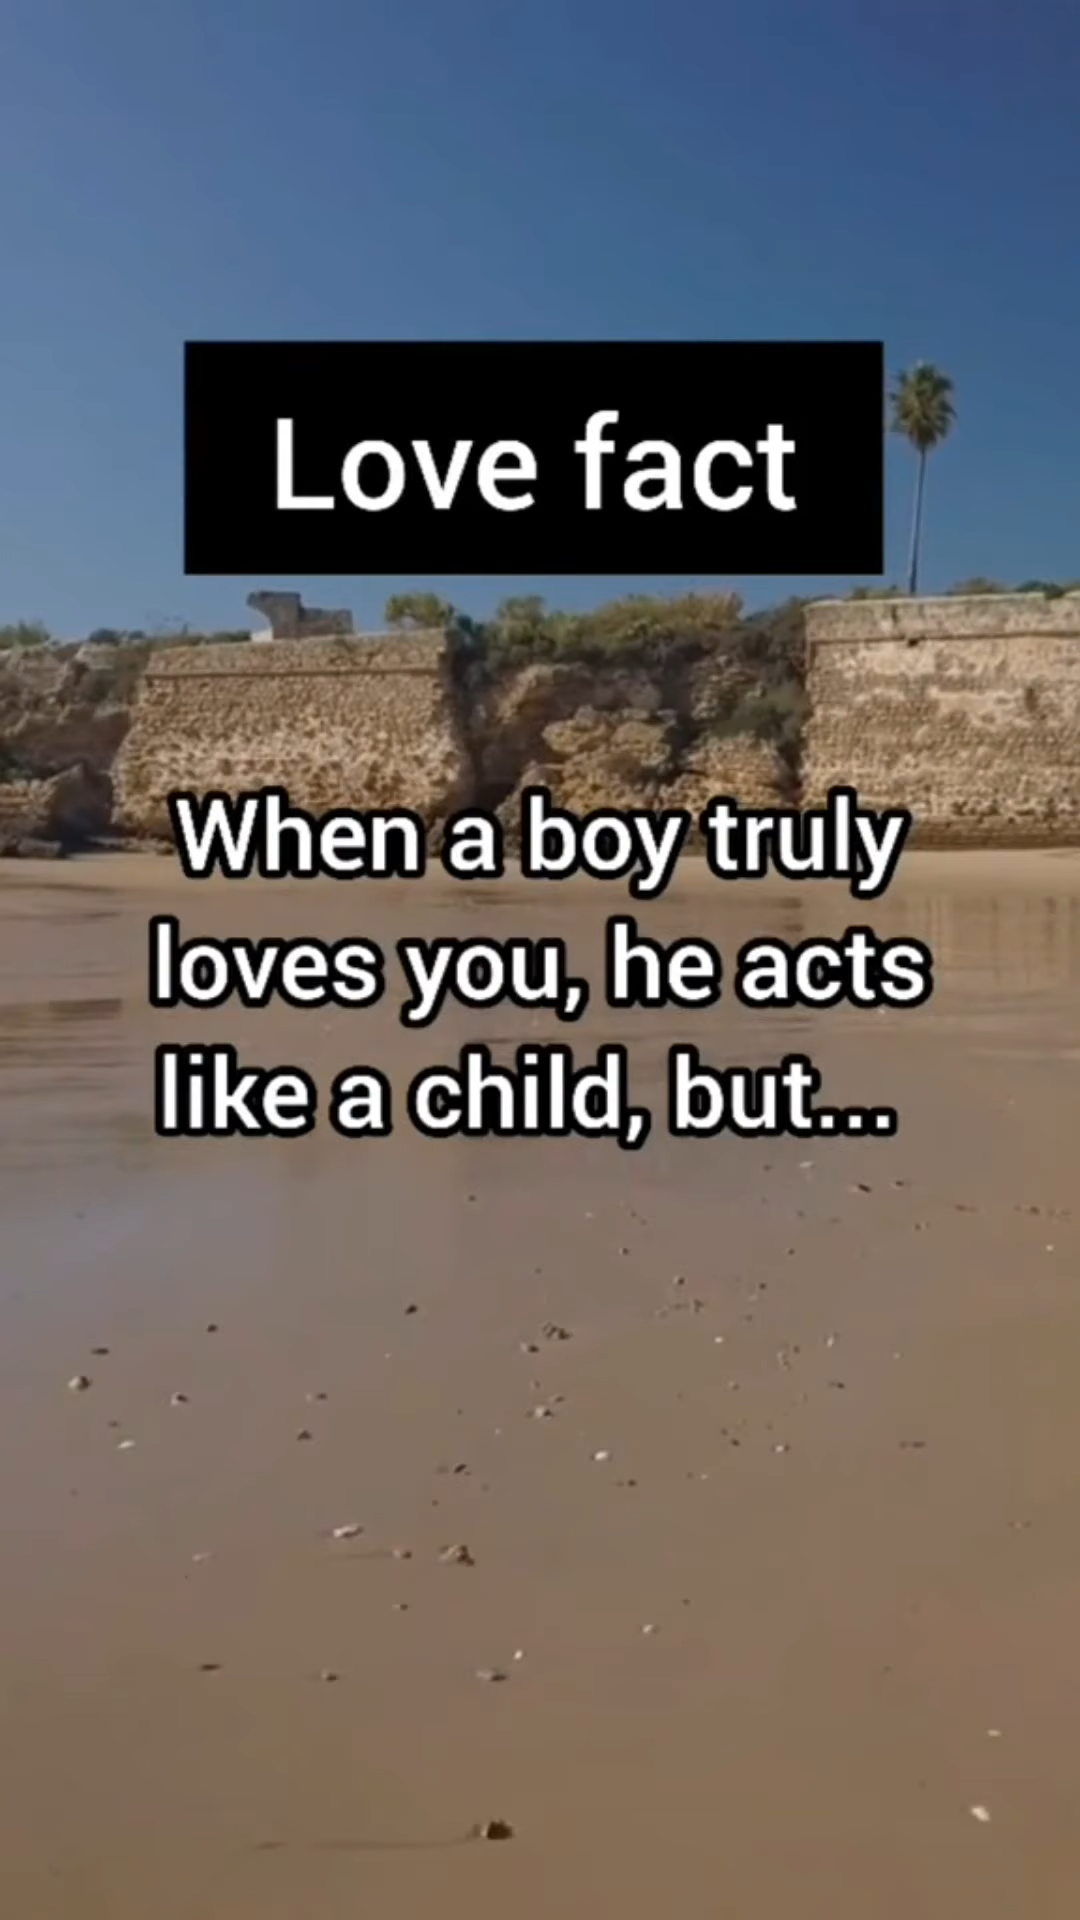 Love fact
When a boy truly
loves you, he acts
like a child, but...